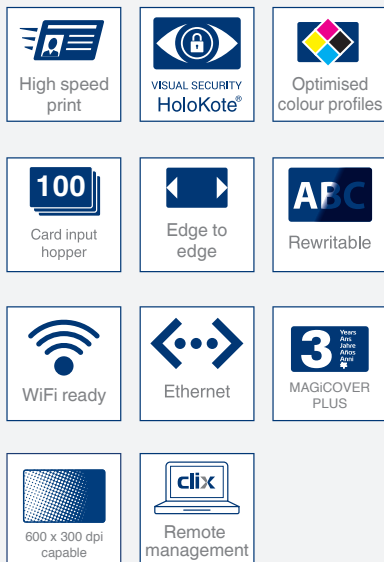 High speed
print
VISUAL SECURITY
HoloKote®
Optimised
colour profiles
100
Card input
hopper
Edge to
edge
ABC
Rewritable
WiFi ready
Ethernet
3
Years
Ans
Jahre
Años
Anni
MAGiCOVER
PLUS
600 x 300 dpi
capable
clix
Remote
management